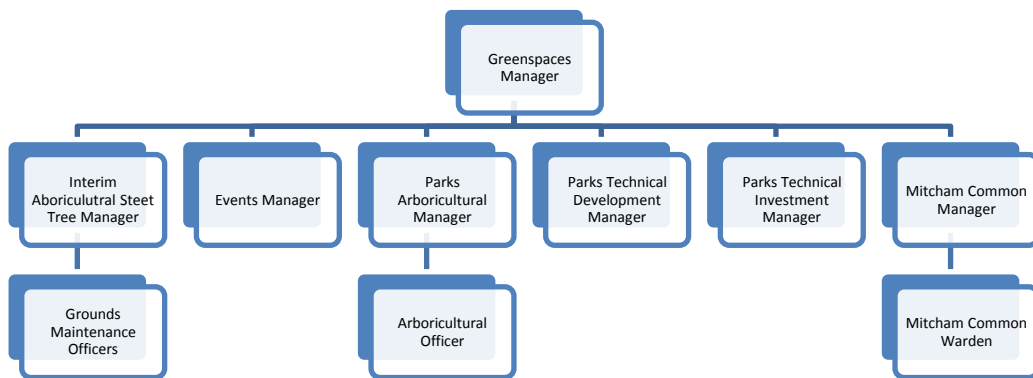 Greenspaces
Manager
Interim
Aboriculutral Steet
Tree Manager
Events Manager
Parks
Arboricultural
Manager
Parks Technical
Development
Manager
Parks Technical
Investment
Manager
Mitcham Common
Manager
Grounds
Maintenance
Officers
Arboricultural
Officer
Mitcham Common
Warden